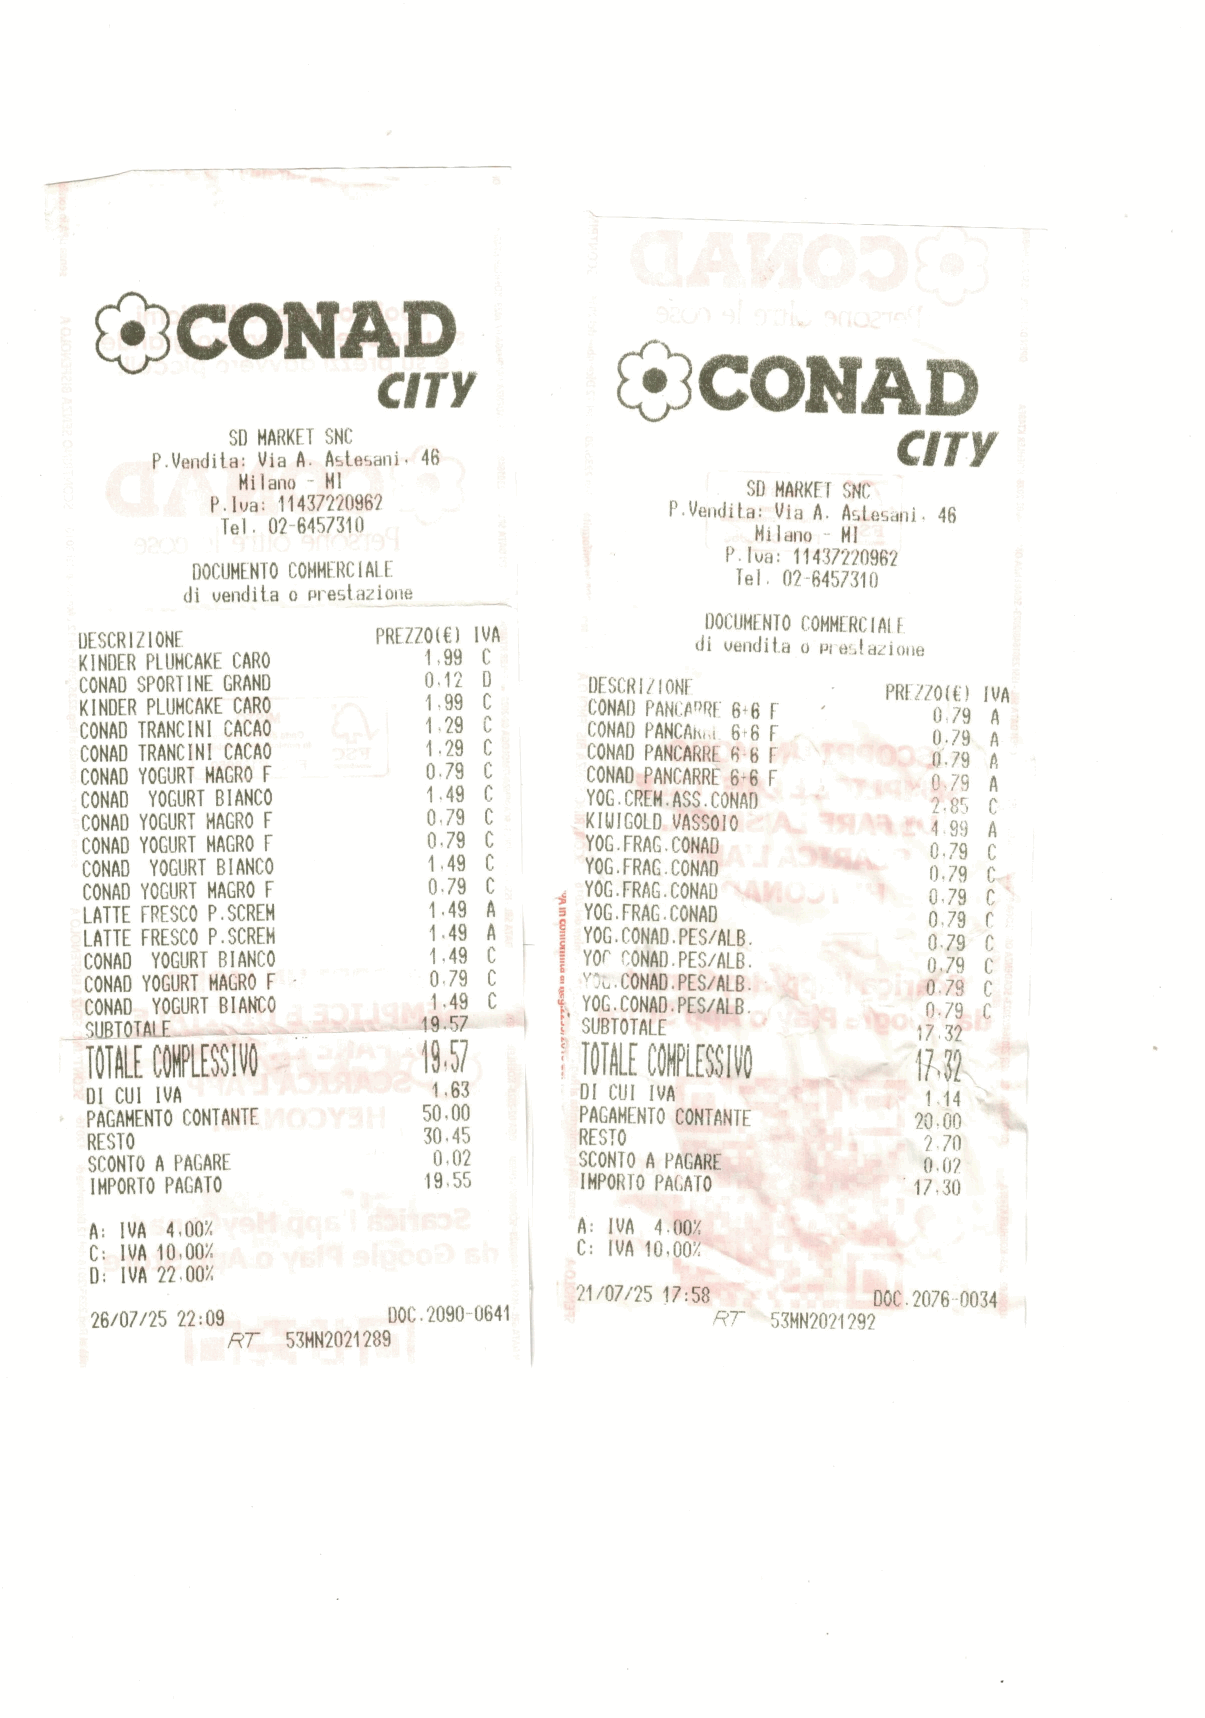 CONAD
CITY
SD MARKET SNC
P.Vendita: Via A. Astesani, 46
Milano - MI
P.Iva: 11437220962
Tel. 02-6457310
DOCUMENTO COMMERCIALE
di vendita o prestazione
DESCRIZIONE PREZZO(€) IVA
KINDER PLUMCAKE CARO 1,99 C
CONAD SPORTINE GRAND 0,12 D
KINDER PLUMCAKE CARO 1,99 C
CONAD TRANCINI CACAO 1,29 C
CONAD TRANCINI CACAO 1,29 C
CONAD YOGURT MAGRO F 0,79 C
CONAD YOGURT BIANCO 1,49 C
CONAD YOGURT MAGRO F 0,79 C
CONAD YOGURT MAGRO F 0,79 C
CONAD YOGURT BIANCO 1,49 C
CONAD YOGURT MAGRO F 0,79 C
LATTE FRESCO P.SCREM 1,49 A
LATTE FRESCO P.SCREM 1,49 A
CONAD YOGURT BIANCO 1,49 C
CONAD YOGURT MAGRO F 0,79 C
CONAD YOGURT BIANCO 1,49 C
SUBTOTALE 19,57
TOTALE COMPLESSIVO 19,57
DI CUI IVA 1,63
PAGAMENTO CONTANTE 50,00
RESTO 30,45
SCONTO A PAGARE 0,02
IMPORTO PAGATO 19,55
A: IVA 4,00%
C: IVA 10,00%
D: IVA 22,00%
26/07/25 22:09 DOC.2090-0641
RT 53MN2021289
CONAD
CITY
SD MARKET SNC
P.Vendita: Via A. Astesani, 46
Milano - MI
P.Iva: 11437220962
Tel. 02-6457310
DOCUMENTO COMMERCIALE
di vendita o prestazione
DESCRIZIONE PREZZO(€) IVA
CONAD PANCARRE 6+6 F 0,79 A
CONAD PANCARRE 6+6 F 0,79 A
CONAD PANCARRE 6+6 F 0,79 A
CONAD PANCARRE 6+6 F 0,79 A
YOG.CREM.ASS.CONAD 2,85 C
KIWIGOLD VASSOIO 4,99 A
YOG.FRAG.CONAD 0,79 C
YOG.FRAG.CONAD 0,79 C
YOG.FRAG.CONAD 0,79 C
YOG.FRAG.CONAD 0,79 C
YOG.CONAD.PES/ALB. 0,79 C
YOG.CONAD.PES/ALB. 0,79 C
YOG.CONAD.PES/ALB. 0,79 C
YOG.CONAD.PES/ALB. 0,79 C
SUBTOTALE 17,32
TOTALE COMPLESSIVO 17,32
DI CUI IVA 1,14
PAGAMENTO CONTANTE 20,00
RESTO 2,70
SCONTO A PAGARE 0,02
IMPORTO PAGATO 17,30
A: IVA 4,00%
C: IVA 10,00%
21/07/25 17:58 DOC.2076-0034
RT 53MN2021292